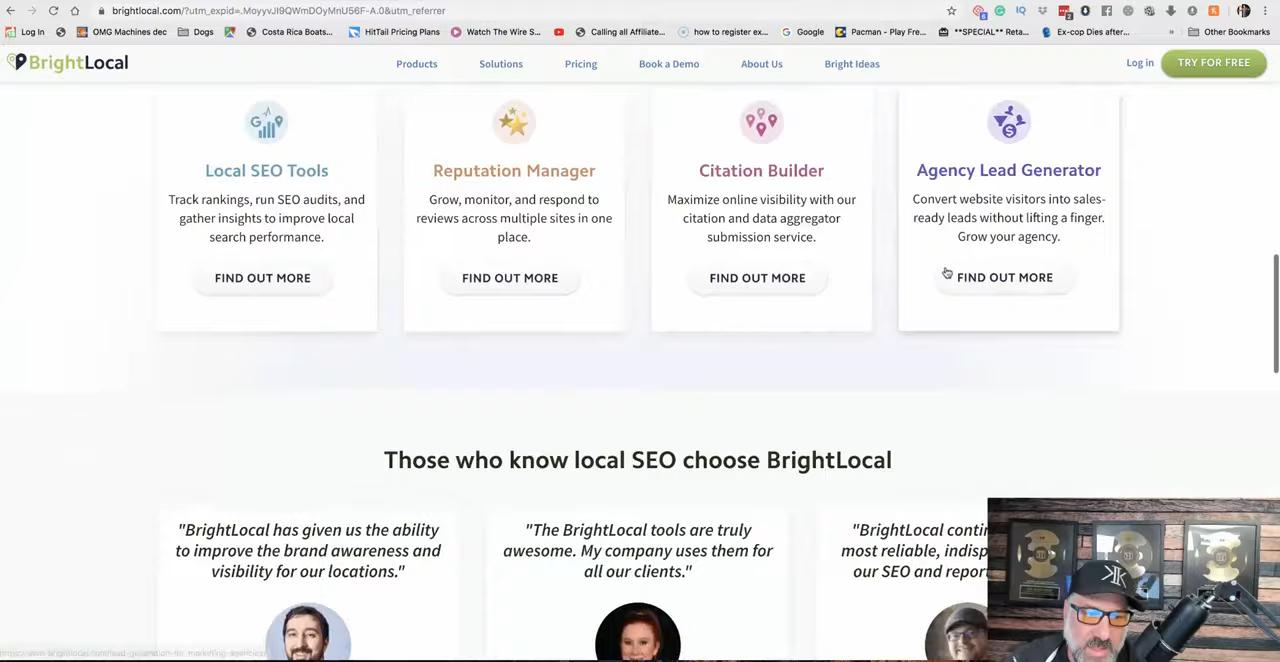 brightlocal.com/?utm_expid=.MoyyvJI9QWmDOyMnU56F-A.0&utm_referrer
Log In
OMG Machines dec
Dogs
Costa Rica Boats...
HitTail Pricing Plans
Watch The Wire S...
Calling all Affiliate...
how to register ex...
Google
Pacman - Play Fre...
**SPECIAL** Reta...
Ex-cop Dies after...
»
Other Bookmarks
BrightLocal
Products
Solutions
Pricing
Book a Demo
About Us
Bright Ideas
Log in
TRY FOR FREE
Local SEO Tools
Track rankings, run SEO audits, and
gather insights to improve local
search performance.
FIND OUT MORE
Reputation Manager
Grow, monitor, and respond to
reviews across multiple sites in one
place.
FIND OUT MORE
Citation Builder
Maximize online visibility with our
citation and data aggregator
submission service.
FIND OUT MORE
Agency Lead Generator
Convert website visitors into sales-
ready leads without lifting a finger.
Grow your agency.
FIND OUT MORE
Those who know local SEO choose BrightLocal
"BrightLocal has given us the ability
to improve the brand awareness and
visibility for our locations."
"The BrightLocal tools are truly
awesome. My company uses them for
all our clients."
"BrightLocal contin
most reliable, indisp
our SEO and repor